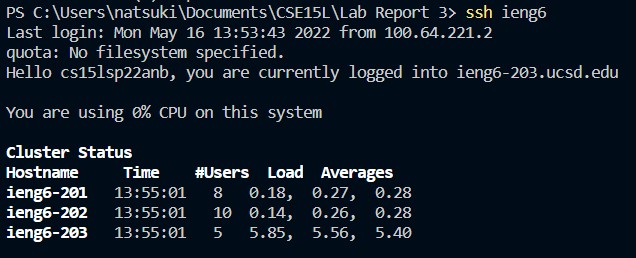 PS C:\Users\natsuki\Documents\CSE15L\Lab Report 3> ssh ieng6
Last login: Mon May 16 13:53:43 2022 from 100.64.221.2
quota: No filesystem specified.
Hello cs15lsp22anb, you are currently logged into ieng6-203.ucsd.edu
You are using 0% CPU on this system
Cluster Status
Hostname     Time    #Users  Load  Averages
ieng6-201   13:55:01   8   0.18,  0.27,  0.28
ieng6-202   13:55:01   10  0.14,  0.26,  0.28
ieng6-203   13:55:01   5   5.85,  5.56,  5.40